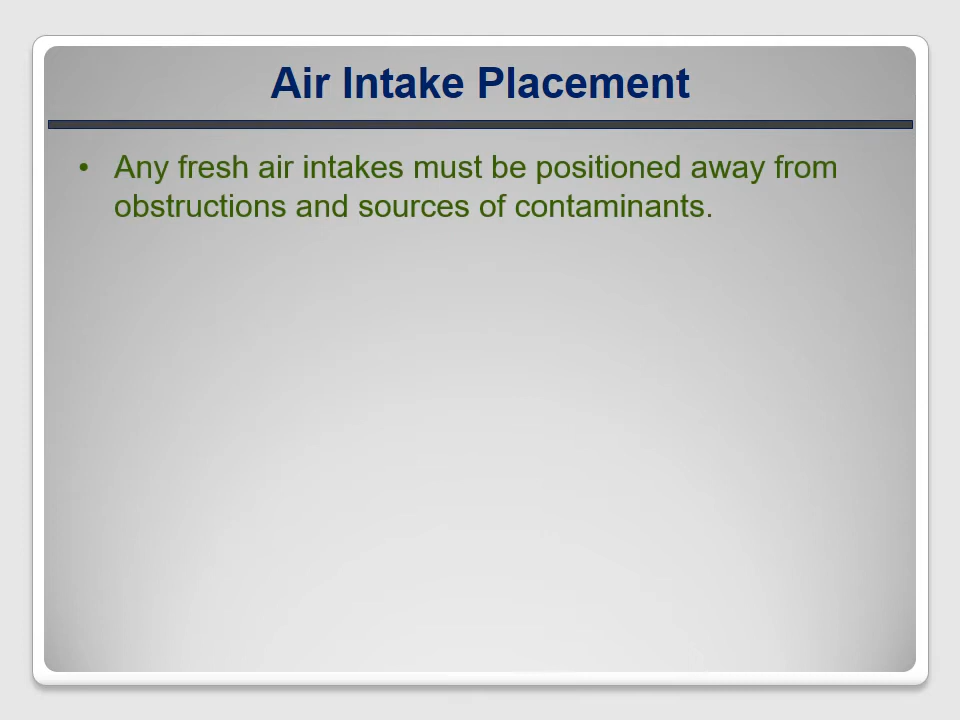 Air Intake Placement
• Any fresh air intakes must be positioned away from
obstructions and sources of contaminants.